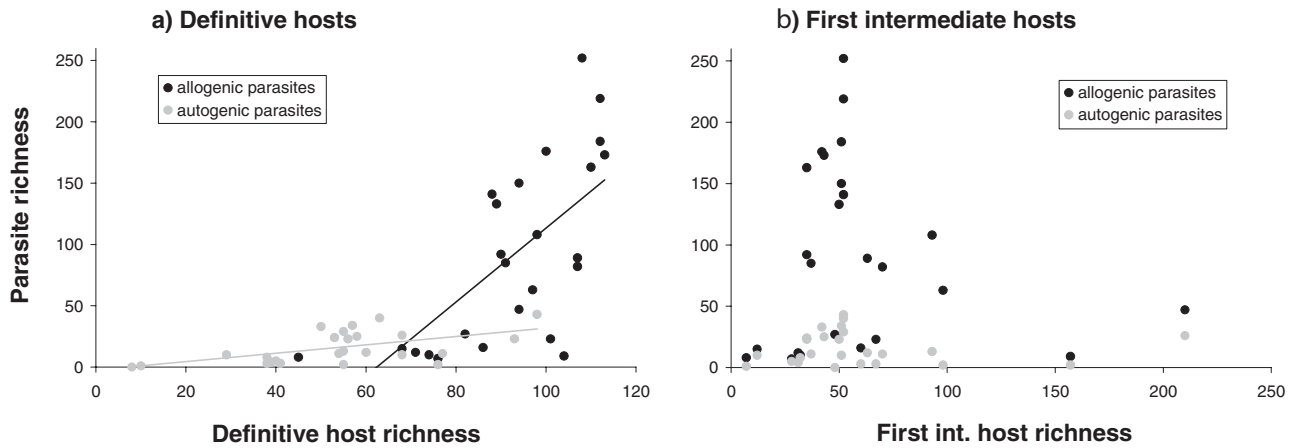 a) Definitive hosts
b) First intermediate hosts
Parasite richness
250
200
150
100
50
0
allogenic parasites
autogenic parasites
0 20 40 60 80 100 120
Definitive host richness
250
200
150
100
50
0
allogenic parasites
autogenic parasites
0 50 100 150 200 250
First int. host richness